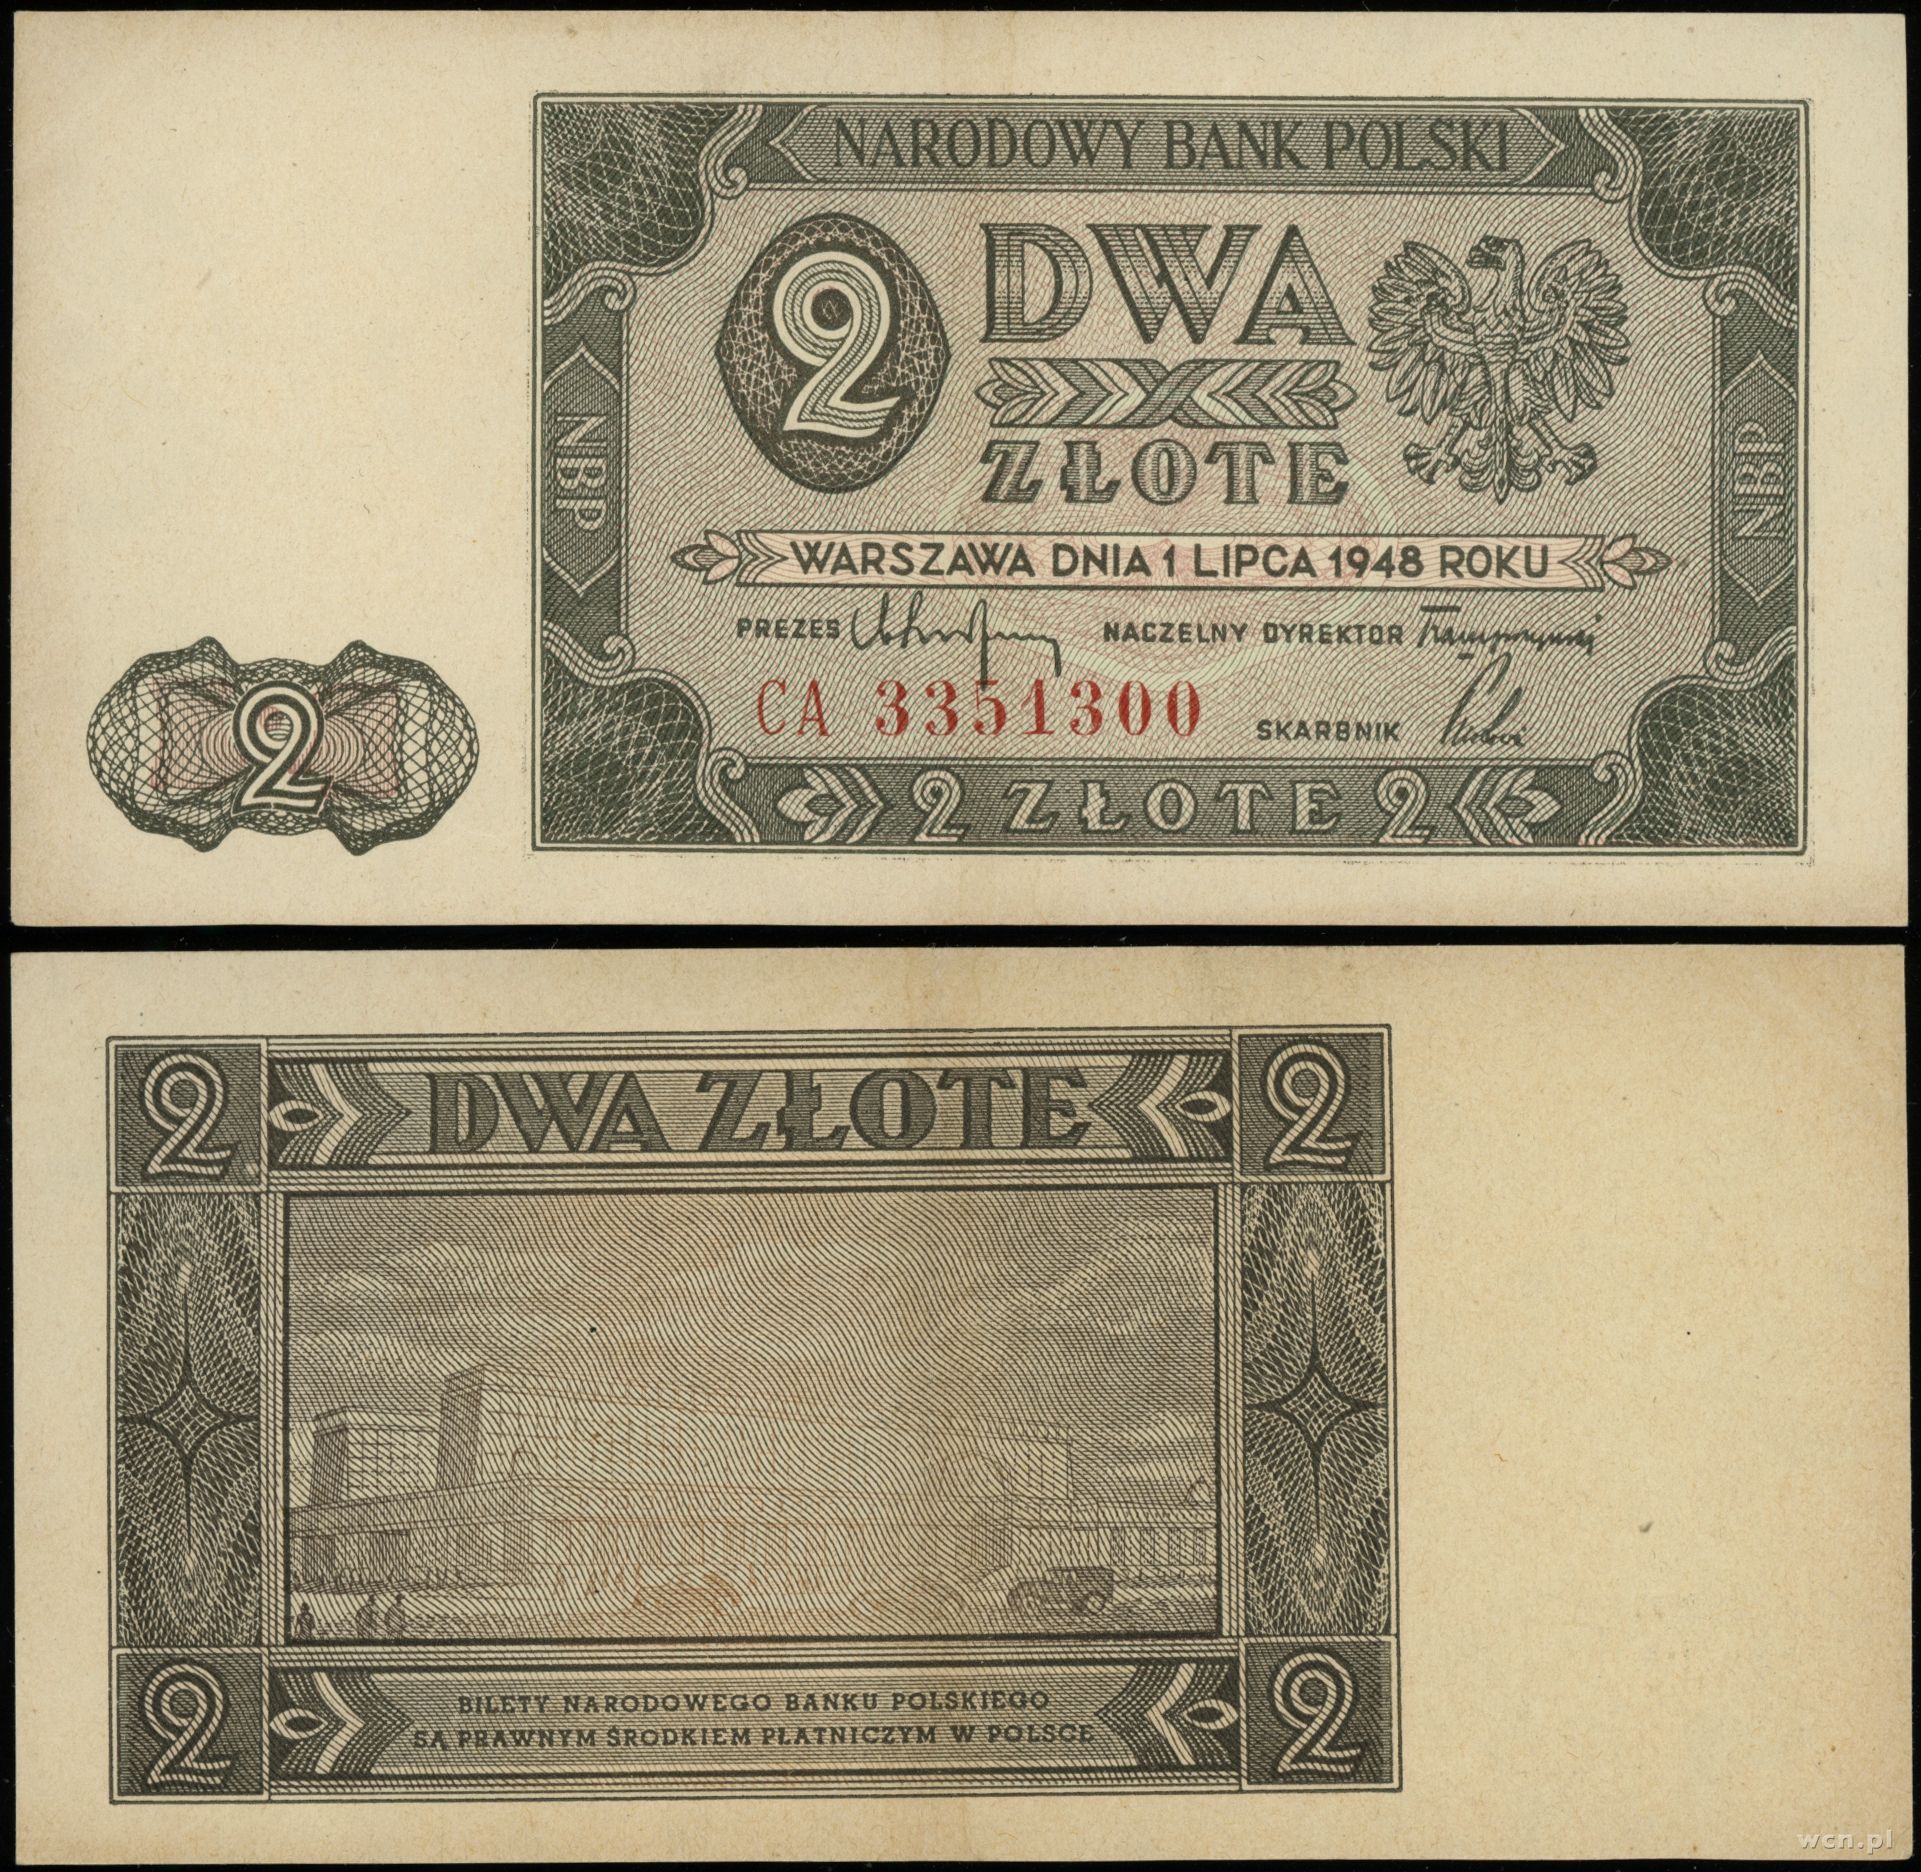 NARODOWY BANK POLSKI
2 DWA
ZŁOTE
NBP
NBP
WARSZAWA DNIA 1 LIPCA 1948 ROKU
PREZES NACZELNY DYREKTOR
CA 3351300
SKARBNIK
2
2 ZŁOTE 2
2 DWA ZŁOTE 2
2 BILETY NARODOWEGO BANKU POLSKIEGO 2
SĄ PRAWNYM ŚRODKIEM PŁATNICZYM W POLSCE
wcn.pl